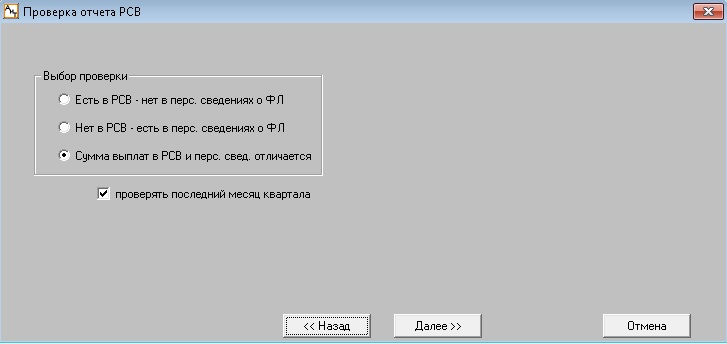 Проверка отчета РСВ
Выбор проверки
Есть в РСВ - нет в перс. сведениях о ФЛ
Нет в РСВ - есть в перс. сведениях о ФЛ
Сумма выплат в РСВ и перс. свед. отличается
проверять последний месяц квартала
<< Назад
Далее >>
Отмена